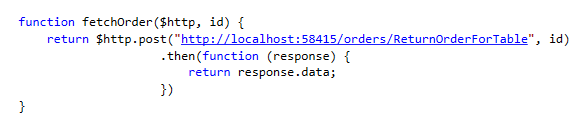 function fetchOrder($http, id) {
    return $http.post("http://localhost:58415/orders/ReturnOrderForTable", id)
                    .then(function (response) {
                        return response.data;
                    })
}